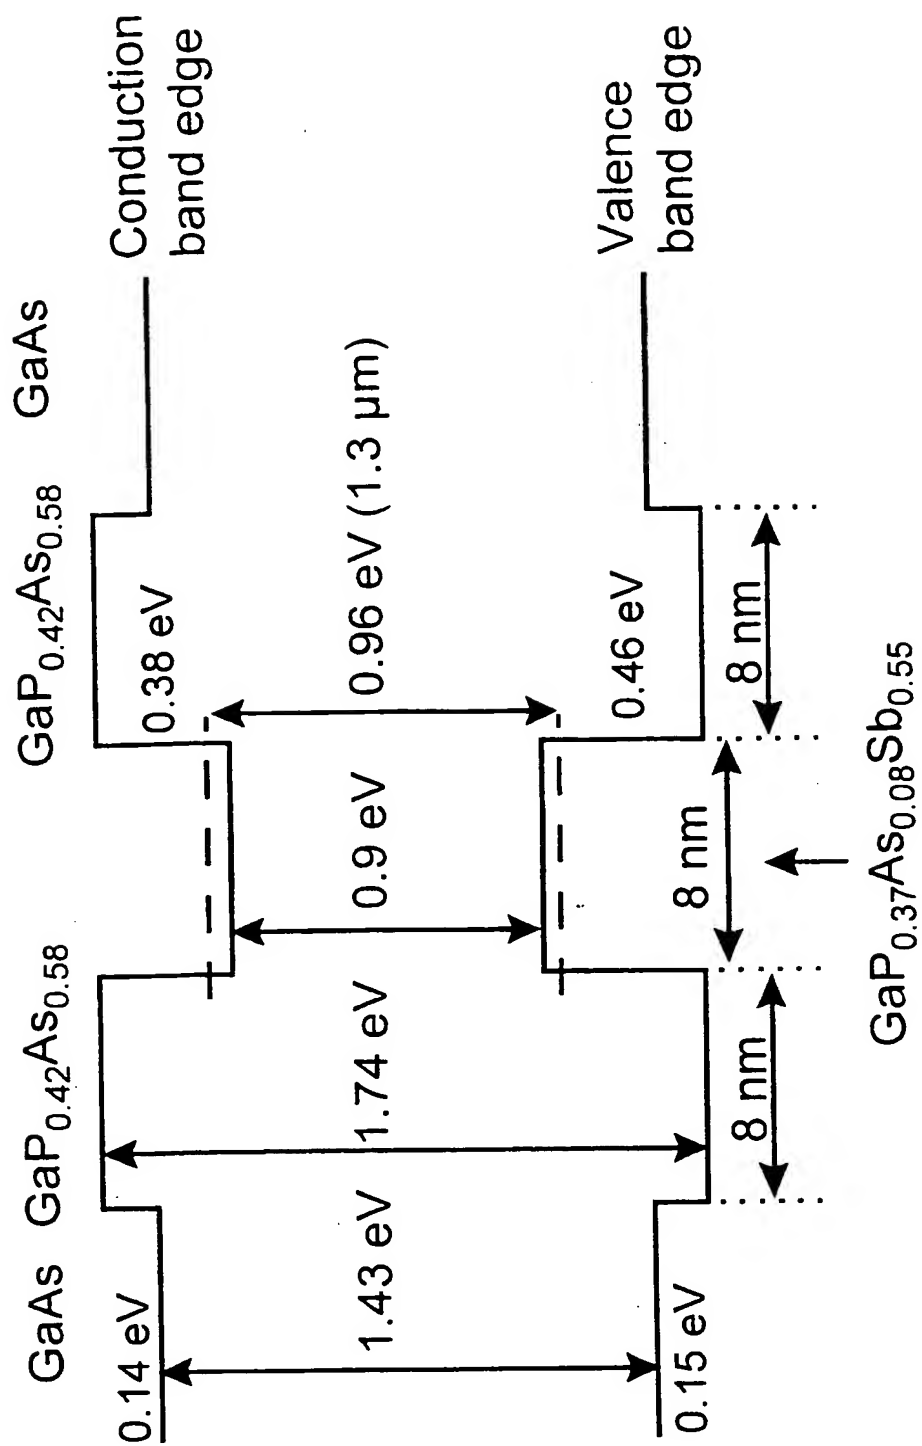 GaAs
GaP0.42As0.58
GaP0.42As0.58
GaAs
0.14 eV
0.38 eV
Conduction
band edge
1.43 eV
1.74 eV
0.9 eV
0.96 eV (1.3 µm)
0.15 eV
0.46 eV
Valence
band edge
8 nm
8 nm
8 nm
GaP0.37As0.08Sb0.55